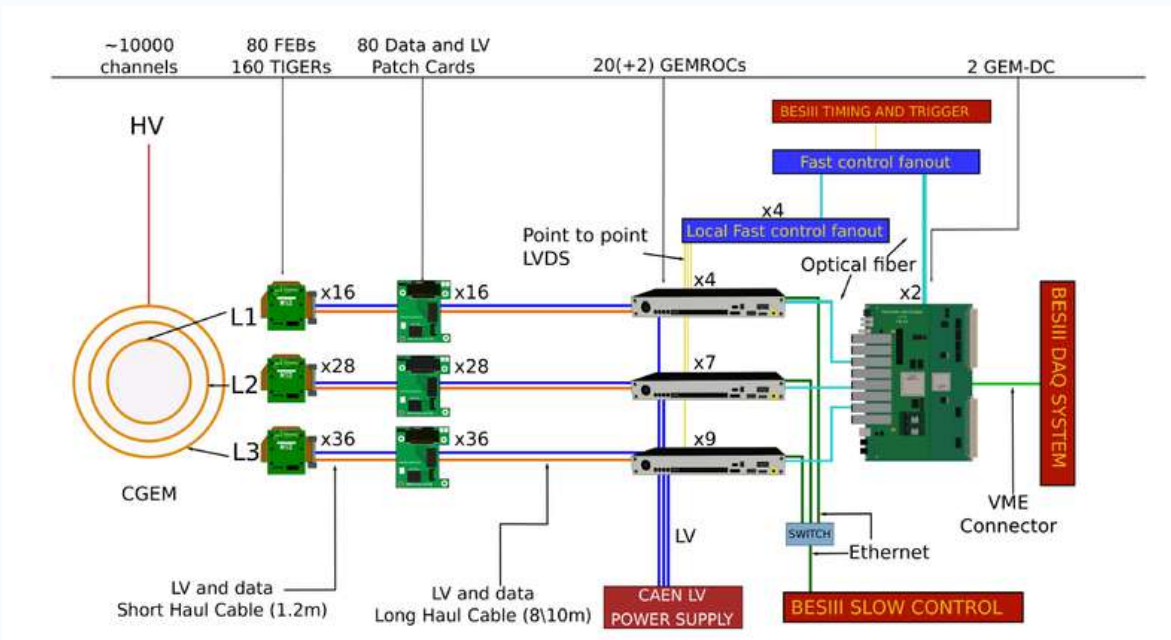 ~10000
channels
80 FEBs
160 TIGERs
80 Data and LV
Patch Cards
20(+2) GEMROCs
2 GEM-DC
HV
BESIII TIMING AND TRIGGER
Fast control fanout
x4
Local Fast control fanout
Point to point
LVDS
Optical fiber
L1
x16
x16
x4
x2
L2
x28
x28
x7
L3
x36
x36
x9
BESIII DAQ SYSTEM
CGEM
VME
Connector
LV
SWITCH
Ethernet
LV and data
Short Haul Cable (1.2m)
LV and data
Long Haul Cable (8\10m)
CAEN LV
POWER SUPPLY
BESIII SLOW CONTROL